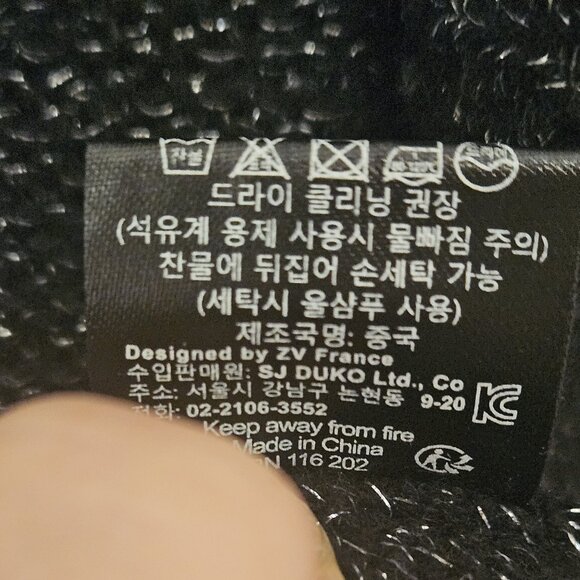 찬물
드라이 클리닝 권장
(석유계 용제 사용시 물빠짐 주의)
찬물에 뒤집어 손세탁 가능
(세탁시 울샴푸 사용)
제조국명: 중국
Designed by ZV France
수입판매원: SJ DUKO Ltd., Co
주소: 서울시 강남구 논현동 9-20
전화: 02-2106-3552
Keep away from fire
Made in China
116 202